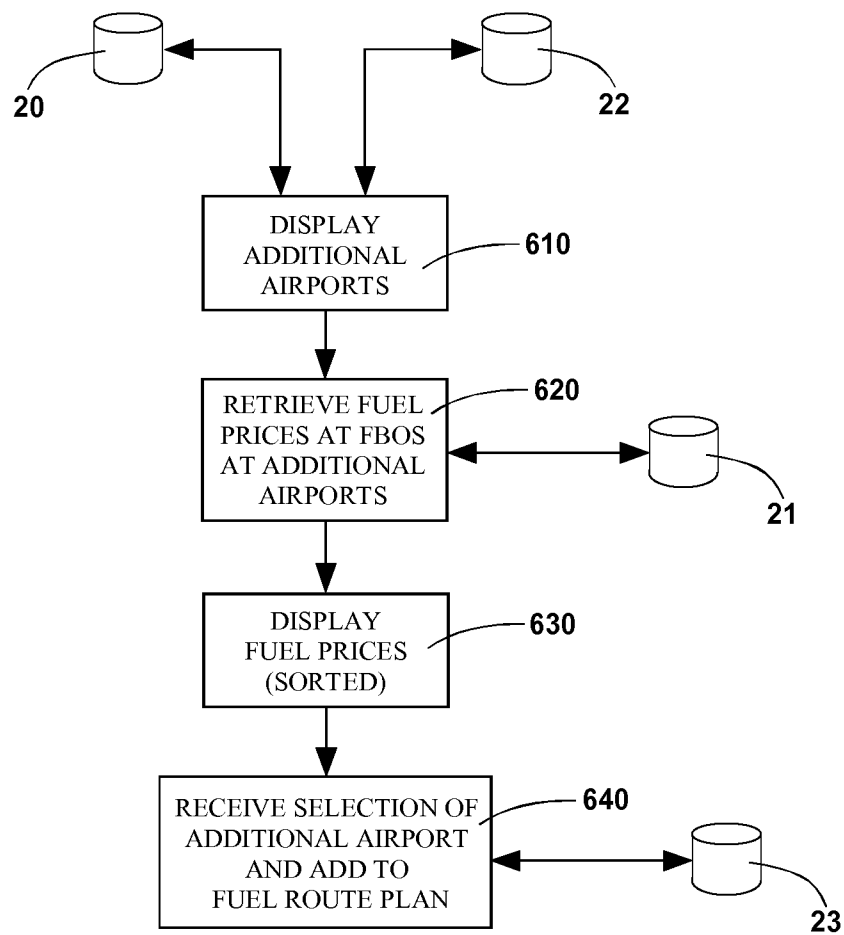 20
22
DISPLAY
ADDITIONAL
AIRPORTS
610
RETRIEVE FUEL
PRICES AT FBOS
AT ADDITIONAL
AIRPORTS
620
21
DISPLAY
FUEL PRICES
(SORTED)
630
RECEIVE SELECTION OF
ADDITIONAL AIRPORT
AND ADD TO
FUEL ROUTE PLAN
640
23